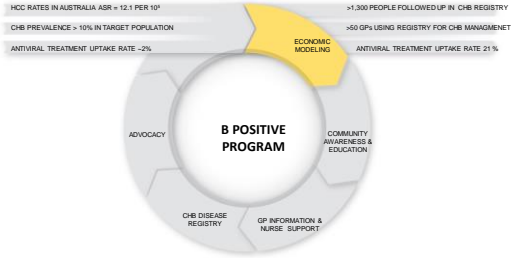 HCC RATES IN AUSTRALIA ASR = 12.1 PER 10⁵
CHB PREVALENCE > 10% IN TARGET POPULATION
ANTIVIRAL TREATMENT UPTAKE RATE ~2%
>1,300 PEOPLE FOLLOWED UP IN CHB REGISTRY
>50 GPs USING REGISTRY FOR CHB MANAGMENET
ANTIVIRAL TREATMENT UPTAKE RATE 21 %
ECONOMIC
MODELING
COMMUNITY
AWARENESS &
EDUCATION
GP INFORMATION &
NURSE SUPPORT
CHB DISEASE
REGISTRY
ADVOCACY
B POSITIVE
PROGRAM